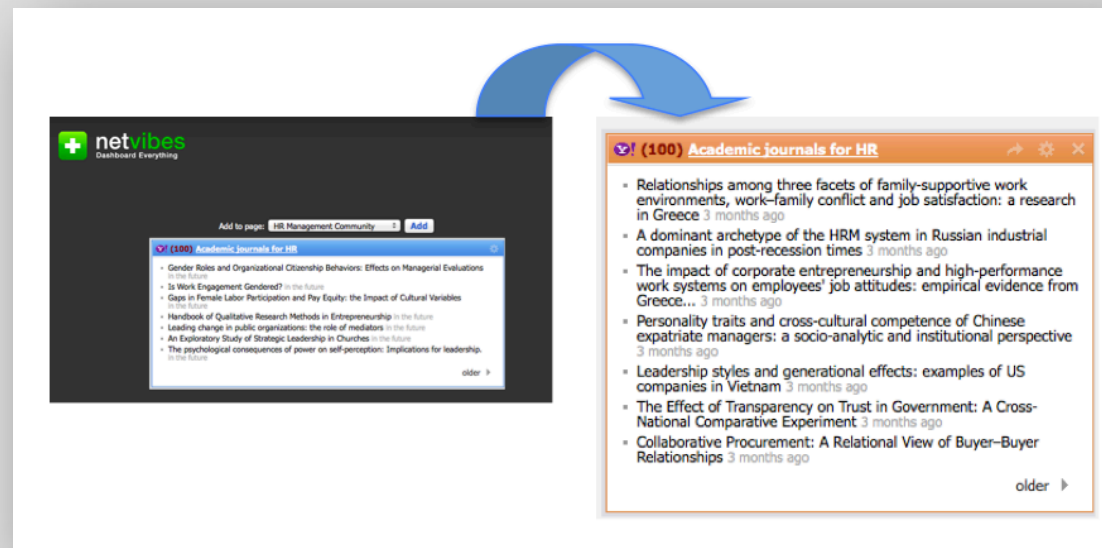 netvibes
Dashboard Everything
Add to page: HR Management Community Add
Y! (100) Academic journals for HR
Gender Roles and Organizational Citizenship Behaviors: Effects on Managerial Evaluations
in the future
Is Work Engagement Gendered? in the future
Gaps in Female Labor Participation and Pay Equity: the Impact of Cultural Variables
in the future
Handbook of Qualitative Research Methods in Entrepreneurship in the future
Leading change in public organizations: the role of mediators in the future
An Exploratory Study of Strategic Leadership in Churches in the future
The psychological consequences of power on self-perception: Implications for leadership.
in the future
older
Y! (100) Academic journals for HR
Relationships among three facets of family-supportive work
environments, work–family conflict and job satisfaction: a research
in Greece 3 months ago
A dominant archetype of the HRM system in Russian industrial
companies in post-recession times 3 months ago
The impact of corporate entrepreneurship and high-performance
work systems on employees' job attitudes: empirical evidence from
Greece... 3 months ago
Personality traits and cross-cultural competence of Chinese
expatriate managers: a socio-analytic and institutional perspective
3 months ago
Leadership styles and generational effects: examples of US
companies in Vietnam 3 months ago
The Effect of Transparency on Trust in Government: A Cross-
National Comparative Experiment 3 months ago
Collaborative Procurement: A Relational View of Buyer–Buyer
Relationships 3 months ago
older